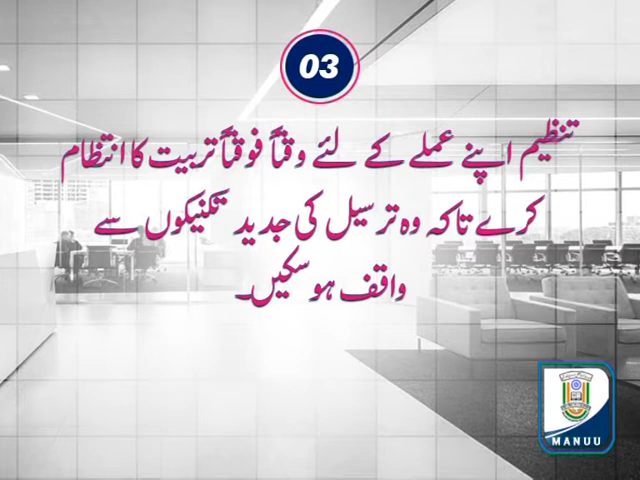 03
تنظیم اپنے عملے کے لئے وقتاً فوقتاً تربیت کا انتظام
کرے تاکہ وہ ترسیل کی جدید تکنیکوں سے
واقف ہو سکیں۔
MANUU